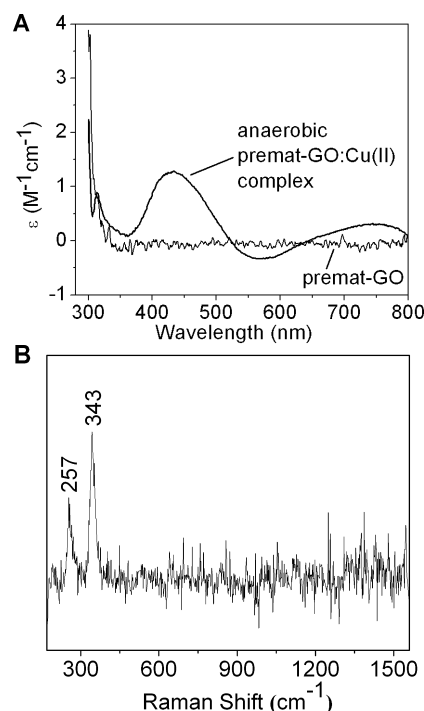 A
4
3
2
1
0
-1
ε (M⁻¹cm⁻¹)
anaerobic
premat-GO:Cu(II)
complex
premat-GO
300 400 500 600 700 800
Wavelength (nm)
B
257
343
300 600 900 1200 1500
Raman Shift (cm⁻¹)